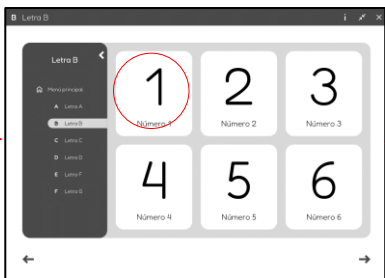 B Letra B
Letra B
Menú principal
A Letra A
B Letra B
C Letra C
D Letra D
E Letra F
F Letra G
1
Número 1
2
Número 2
3
Número 3
4
Número 4
5
Número 5
6
Número 6